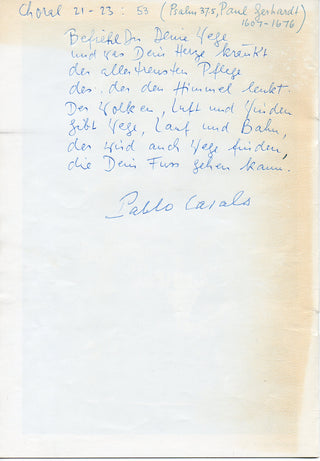 Choral 21-23: 53 (Psalm 37,5, Paul Gerhardt)
1607-1676
Befiehl Du Deine Wege
und was Dein Herze kränkt
der allertreusten Pflege
des, der den Himmel lenkt.
Der Wolken, Luft und Winden
gibt Wege, Lauf und Bahn,
der wird auch Wege finden,
die Dein Fuss gehen kann.
Pablo Casals